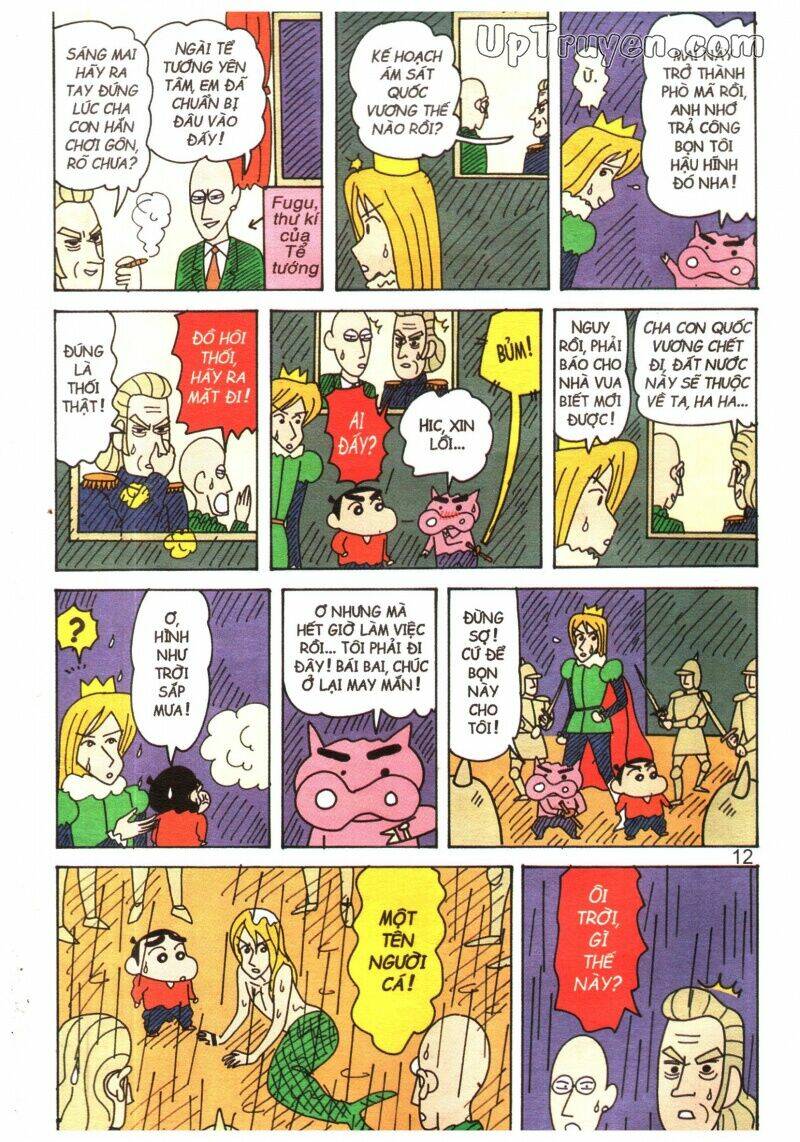 UpTruyen.com
MAI NÀY
TRỞ THÀNH
PHÒ MÃ RỒI,
ANH NHỚ
TRẢ CÔNG
BỌN TÔI
HẬU HĨNH
ĐÓ NHA!
Ừ.
KẾ HOẠCH
ÁM SÁT
QUỐC
VƯƠNG THẾ
NÀO RỒI?
NGÀI TỂ
TƯỚNG YÊN
TÂM, EM ĐÃ
CHUẨN BỊ
ĐÂU VÀO
ĐẤY!
Fugu,
thư kí
của
Tể
tướng
SÁNG MAI
HÃY RA
TAY ĐÚNG
LÚC CHA
CON HẮN
CHƠI GÔN,
RÕ CHƯA?
CHA CON QUỐC
VƯƠNG CHẾT
ĐI, ĐẤT NƯỚC
NÀY SẼ THUỘC
VỀ TA, HA HA...
NGUY
RỒI, PHẢI
BÁO CHO
NHÀ VUA
BIẾT MỚI
ĐƯỢC!
BỦM!
HIC, XIN
LỖI...
AI
ĐẤY?
ĐỒ HÔI
THỐI,
HÃY RA
MẶT ĐI!
ĐÚNG
LÀ
THỐI
THẬT!
ĐỪNG
SỢ!
CỨ ĐỂ
BỌN
NÀY
CHO
TÔI!
Ơ NHƯNG MÀ
HẾT GIỜ LÀM VIỆC
RỒI... TÔI PHẢI ĐI
ĐÂY! BÁI BAI, CHÚC
Ở LẠI MAY MẮN!
Ơ,
HÌNH
NHƯ
TRỜI
SẮP
MƯA!
?
12
ÔI
TRỜI,
GÌ
THẾ
NÀY?
MỘT
TÊN
NGƯỜI
CÁ!